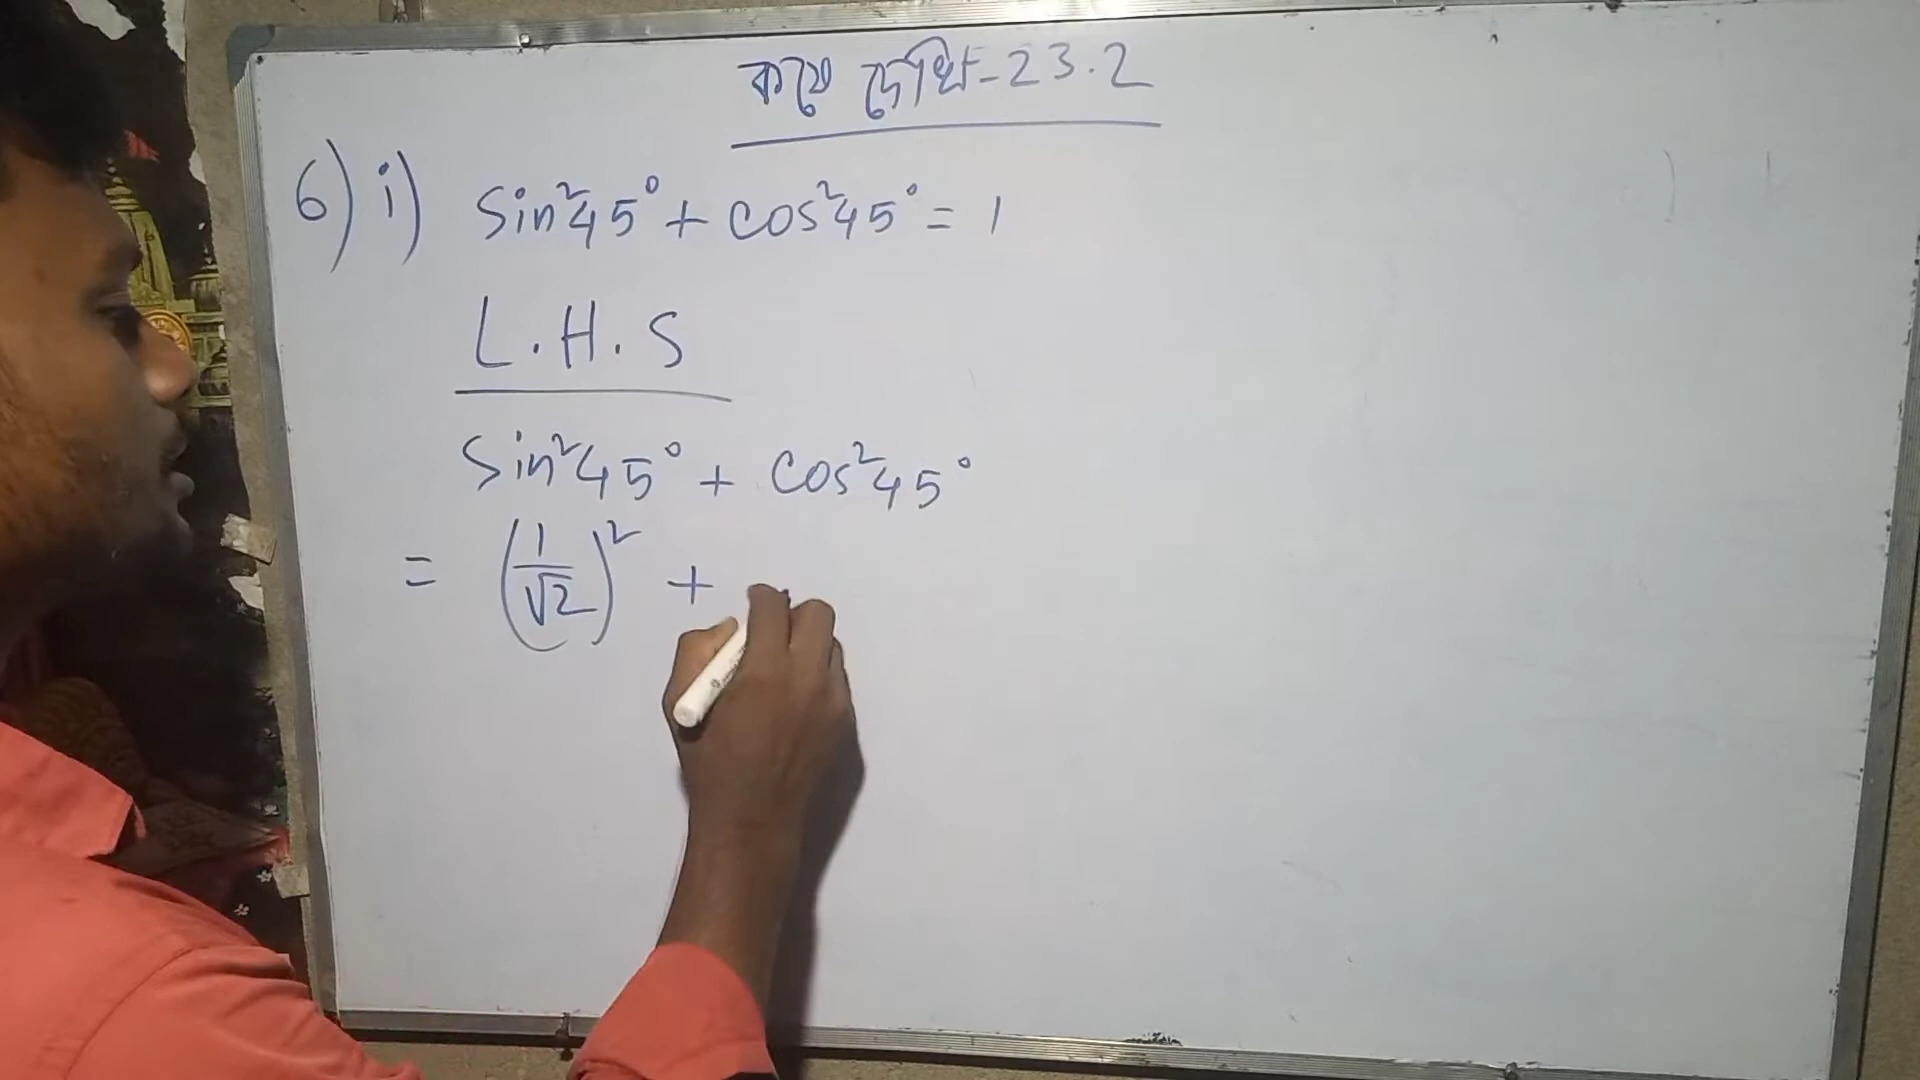 কষে দেখি-23.2
6) i) Sin²45° + cos²45° = 1
L.H.S
Sin²45° + Cos²45°
= (1/√2)² +